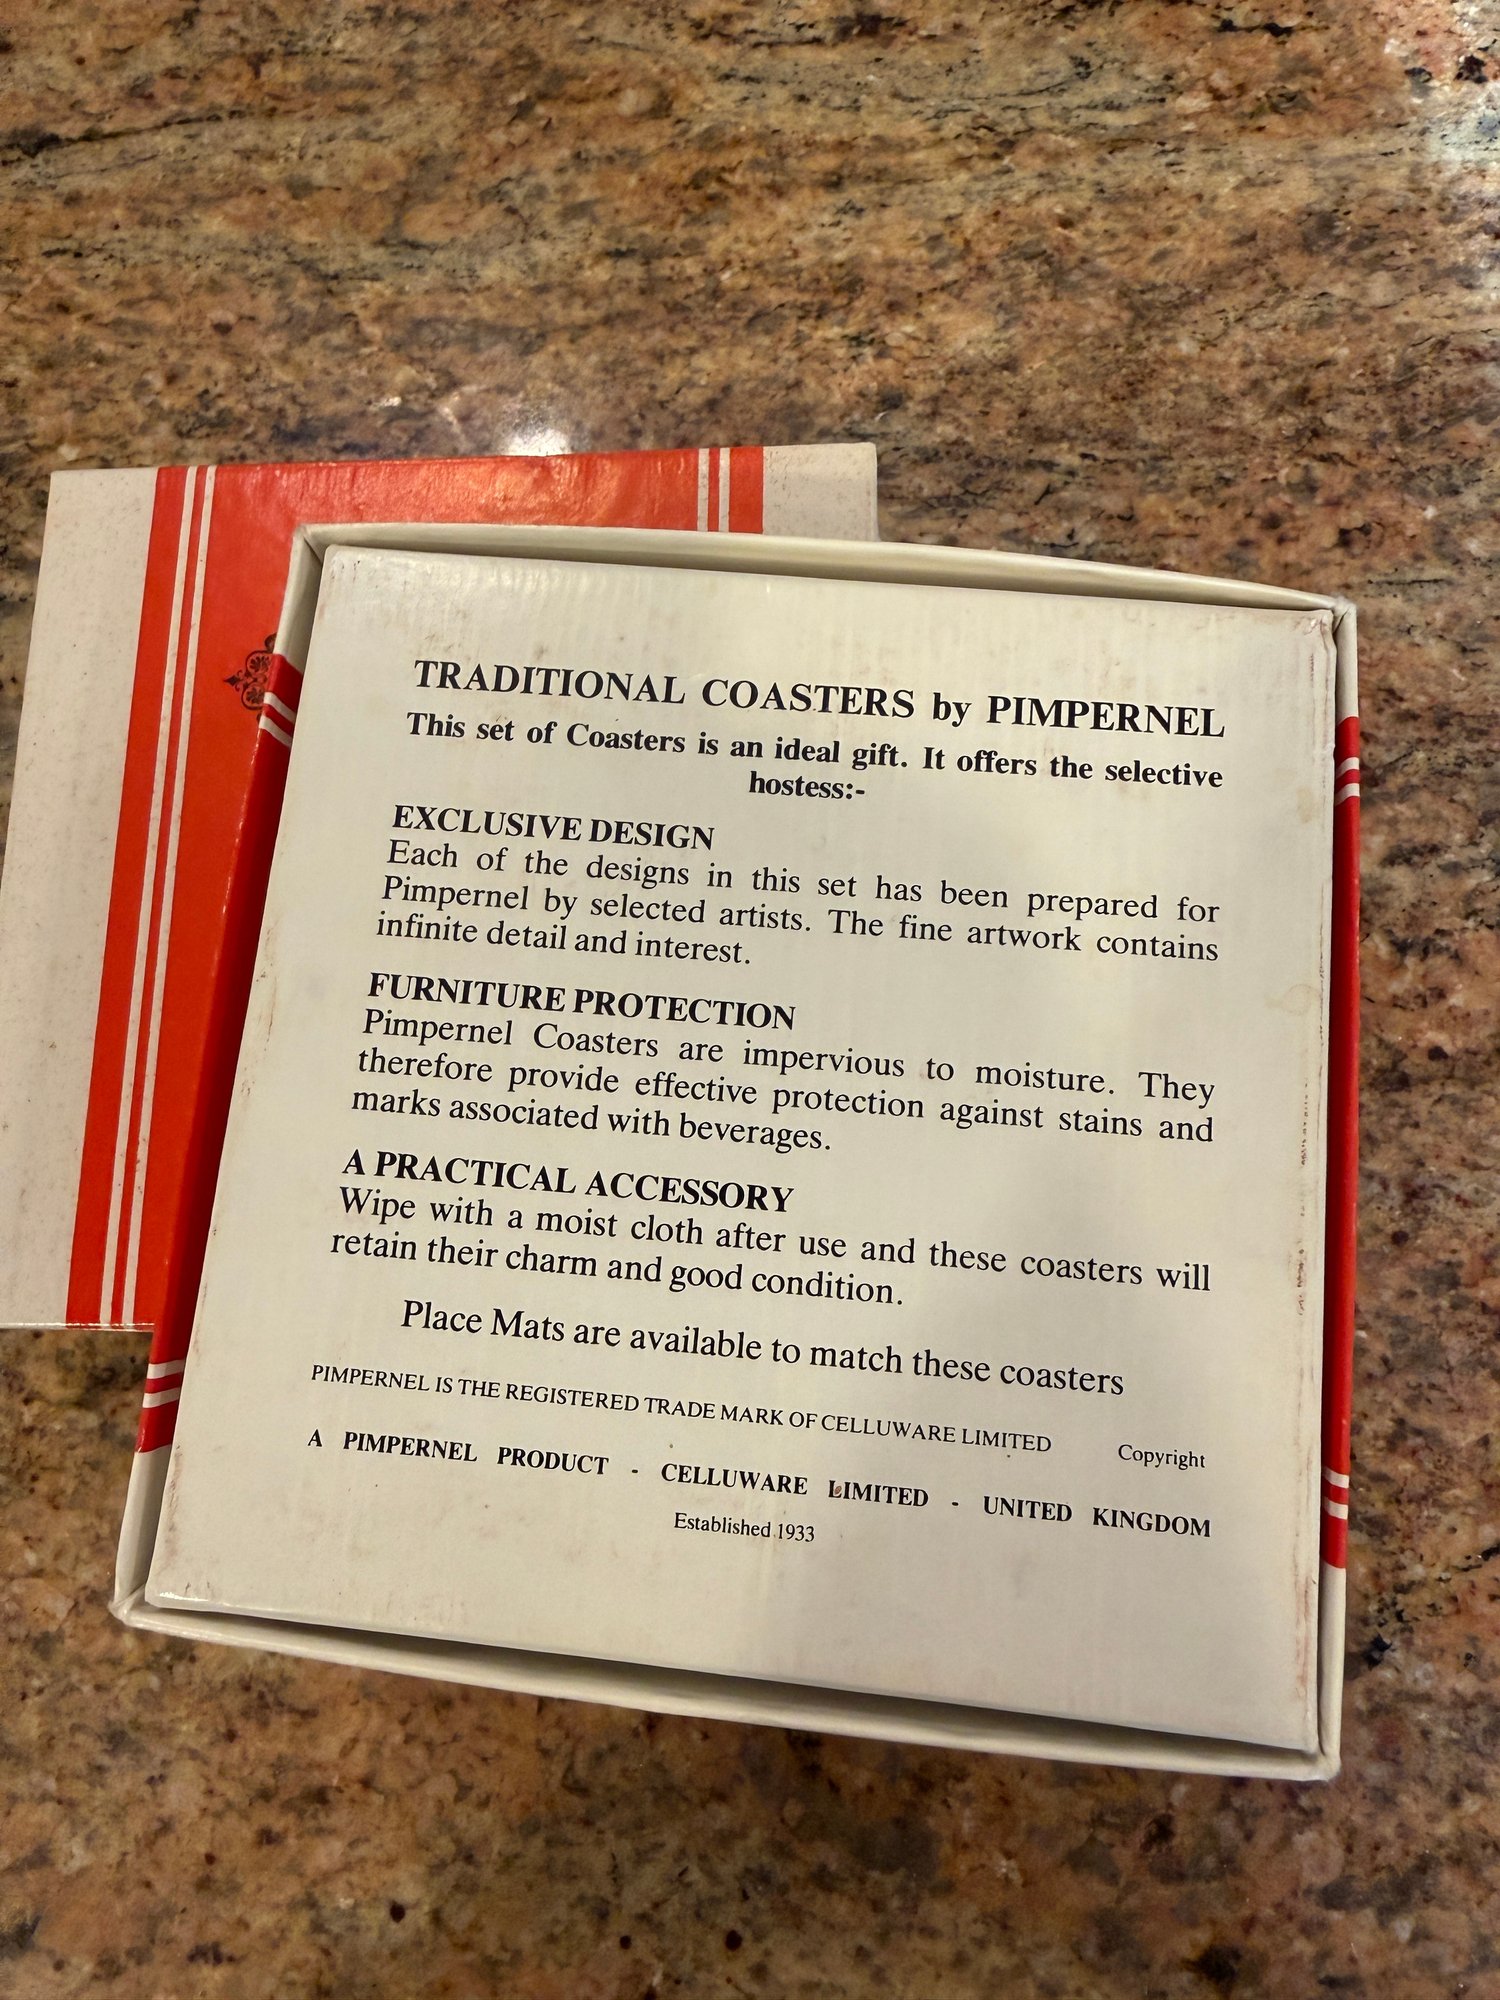 TRADITIONAL COASTERS by PIMPERNEL
This set of Coasters is an ideal gift. It offers the selective
hostess:-
EXCLUSIVE DESIGN
Each of the designs in this set has been prepared for
Pimpernel by selected artists. The fine artwork contains
infinite detail and interest.
FURNITURE PROTECTION
Pimpernel Coasters are impervious to moisture. They
therefore provide effective protection against stains and
marks associated with beverages.
A PRACTICAL ACCESSORY
Wipe with a moist cloth after use and these coasters will
retain their charm and good condition.
Place Mats are available to match these coasters
PIMPERNEL IS THE REGISTERED TRADE MARK OF CELLUWARE LIMITED Copyright
A PIMPERNEL PRODUCT - CELLUWARE LIMITED - UNITED KINGDOM
Established 1933